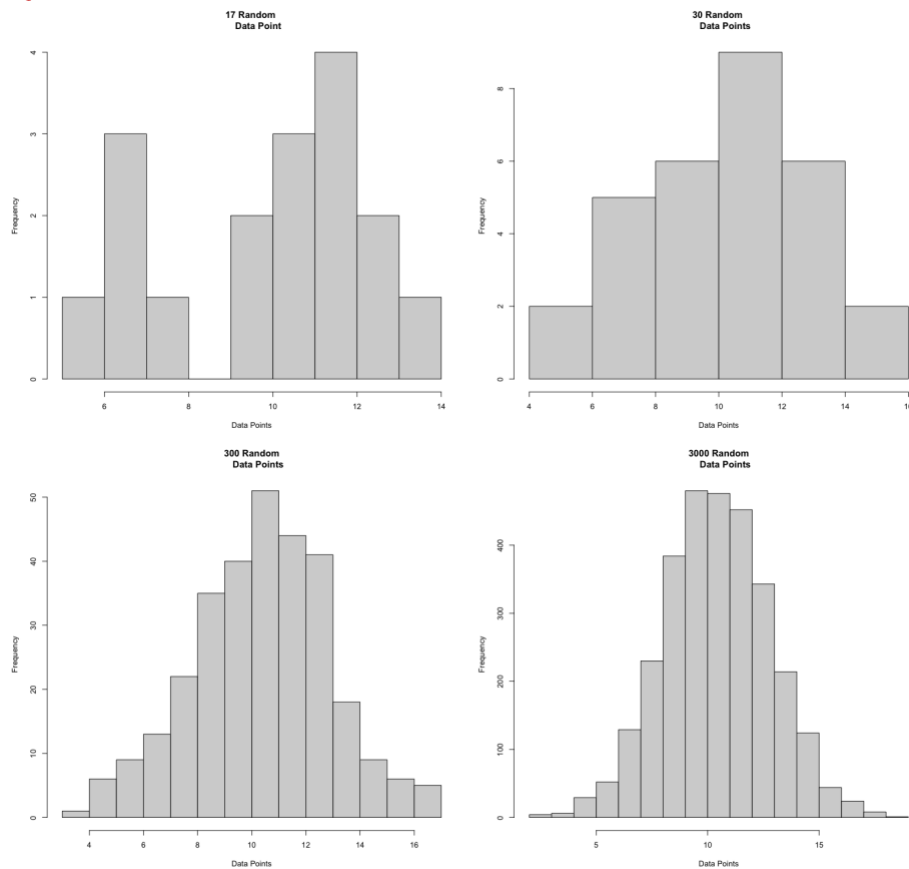 17 Random
Data Point
Frequency
4
3
2
1
0
6 8 10 12 14
Data Points
30 Random
Data Points
Frequency
8
6
4
2
0
4 6 8 10 12 14 16
Data Points
300 Random
Data Points
Frequency
50
40
30
20
10
0
4 6 8 10 12 14 16
Data Points
3000 Random
Data Points
Frequency
400
300
200
100
0
5 10 15
Data Points